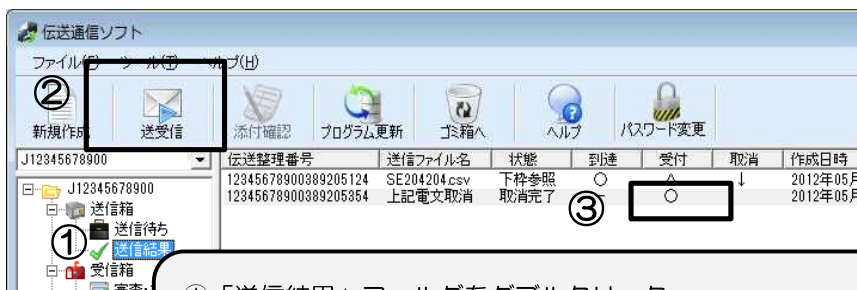 伝送通信ソフト
ファイル(F) ツール(T) ヘルプ(H)
②
新規作成 送受信 添付確認 プログラム更新 ゴミ箱へ ヘルプ パスワード変更
J12345678900
伝送整理番号 送信ファイル名 状態 到達 受付 取消 作成日時
12345678900389205124 SE204204.csv 下枠参照 ○ △ ↓ 2012年05月
12345678900389205354 上記電文取消 取消完了 ③ ○ 2012年05月
J12345678900
送信箱
送信待ち
① 送信結果
受信箱